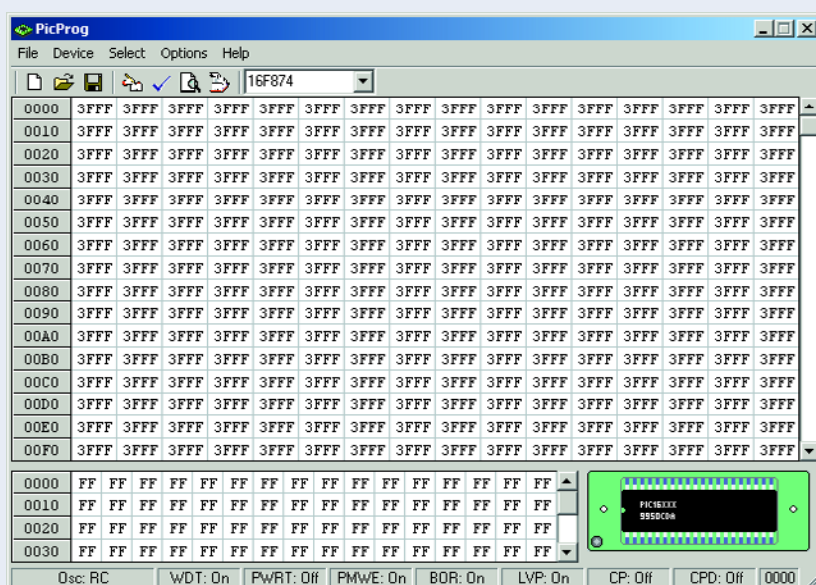 PicProg
File Device Select Options Help
16F874
0000 3FFF 3FFF 3FFF 3FFF 3FFF 3FFF 3FFF 3FFF 3FFF 3FFF 3FFF 3FFF 3FFF 3FFF 3FFF 3FFF
0010 3FFF 3FFF 3FFF 3FFF 3FFF 3FFF 3FFF 3FFF 3FFF 3FFF 3FFF 3FFF 3FFF 3FFF 3FFF 3FFF
0020 3FFF 3FFF 3FFF 3FFF 3FFF 3FFF 3FFF 3FFF 3FFF 3FFF 3FFF 3FFF 3FFF 3FFF 3FFF 3FFF
0030 3FFF 3FFF 3FFF 3FFF 3FFF 3FFF 3FFF 3FFF 3FFF 3FFF 3FFF 3FFF 3FFF 3FFF 3FFF 3FFF
0040 3FFF 3FFF 3FFF 3FFF 3FFF 3FFF 3FFF 3FFF 3FFF 3FFF 3FFF 3FFF 3FFF 3FFF 3FFF 3FFF
0050 3FFF 3FFF 3FFF 3FFF 3FFF 3FFF 3FFF 3FFF 3FFF 3FFF 3FFF 3FFF 3FFF 3FFF 3FFF 3FFF
0060 3FFF 3FFF 3FFF 3FFF 3FFF 3FFF 3FFF 3FFF 3FFF 3FFF 3FFF 3FFF 3FFF 3FFF 3FFF 3FFF
0070 3FFF 3FFF 3FFF 3FFF 3FFF 3FFF 3FFF 3FFF 3FFF 3FFF 3FFF 3FFF 3FFF 3FFF 3FFF 3FFF
0080 3FFF 3FFF 3FFF 3FFF 3FFF 3FFF 3FFF 3FFF 3FFF 3FFF 3FFF 3FFF 3FFF 3FFF 3FFF 3FFF
0090 3FFF 3FFF 3FFF 3FFF 3FFF 3FFF 3FFF 3FFF 3FFF 3FFF 3FFF 3FFF 3FFF 3FFF 3FFF 3FFF
00A0 3FFF 3FFF 3FFF 3FFF 3FFF 3FFF 3FFF 3FFF 3FFF 3FFF 3FFF 3FFF 3FFF 3FFF 3FFF 3FFF
00B0 3FFF 3FFF 3FFF 3FFF 3FFF 3FFF 3FFF 3FFF 3FFF 3FFF 3FFF 3FFF 3FFF 3FFF 3FFF 3FFF
00C0 3FFF 3FFF 3FFF 3FFF 3FFF 3FFF 3FFF 3FFF 3FFF 3FFF 3FFF 3FFF 3FFF 3FFF 3FFF 3FFF
00D0 3FFF 3FFF 3FFF 3FFF 3FFF 3FFF 3FFF 3FFF 3FFF 3FFF 3FFF 3FFF 3FFF 3FFF 3FFF 3FFF
00E0 3FFF 3FFF 3FFF 3FFF 3FFF 3FFF 3FFF 3FFF 3FFF 3FFF 3FFF 3FFF 3FFF 3FFF 3FFF 3FFF
00F0 3FFF 3FFF 3FFF 3FFF 3FFF 3FFF 3FFF 3FFF 3FFF 3FFF 3FFF 3FFF 3FFF 3FFF 3FFF 3FFF
0000 FF FF FF FF FF FF FF FF FF FF FF FF FF FF FF FF
0010 FF FF FF FF FF FF FF FF FF FF FF FF FF FF FF FF
0020 FF FF FF FF FF FF FF FF FF FF FF FF FF FF FF FF
0030 FF FF FF FF FF FF FF FF FF FF FF FF FF FF FF FF
PIC16XXX
9950CDA
Osc: RC WDT: On PWRT: Off PMWE: On BOR: On LVP: On CP: Off CPD: Off 0000